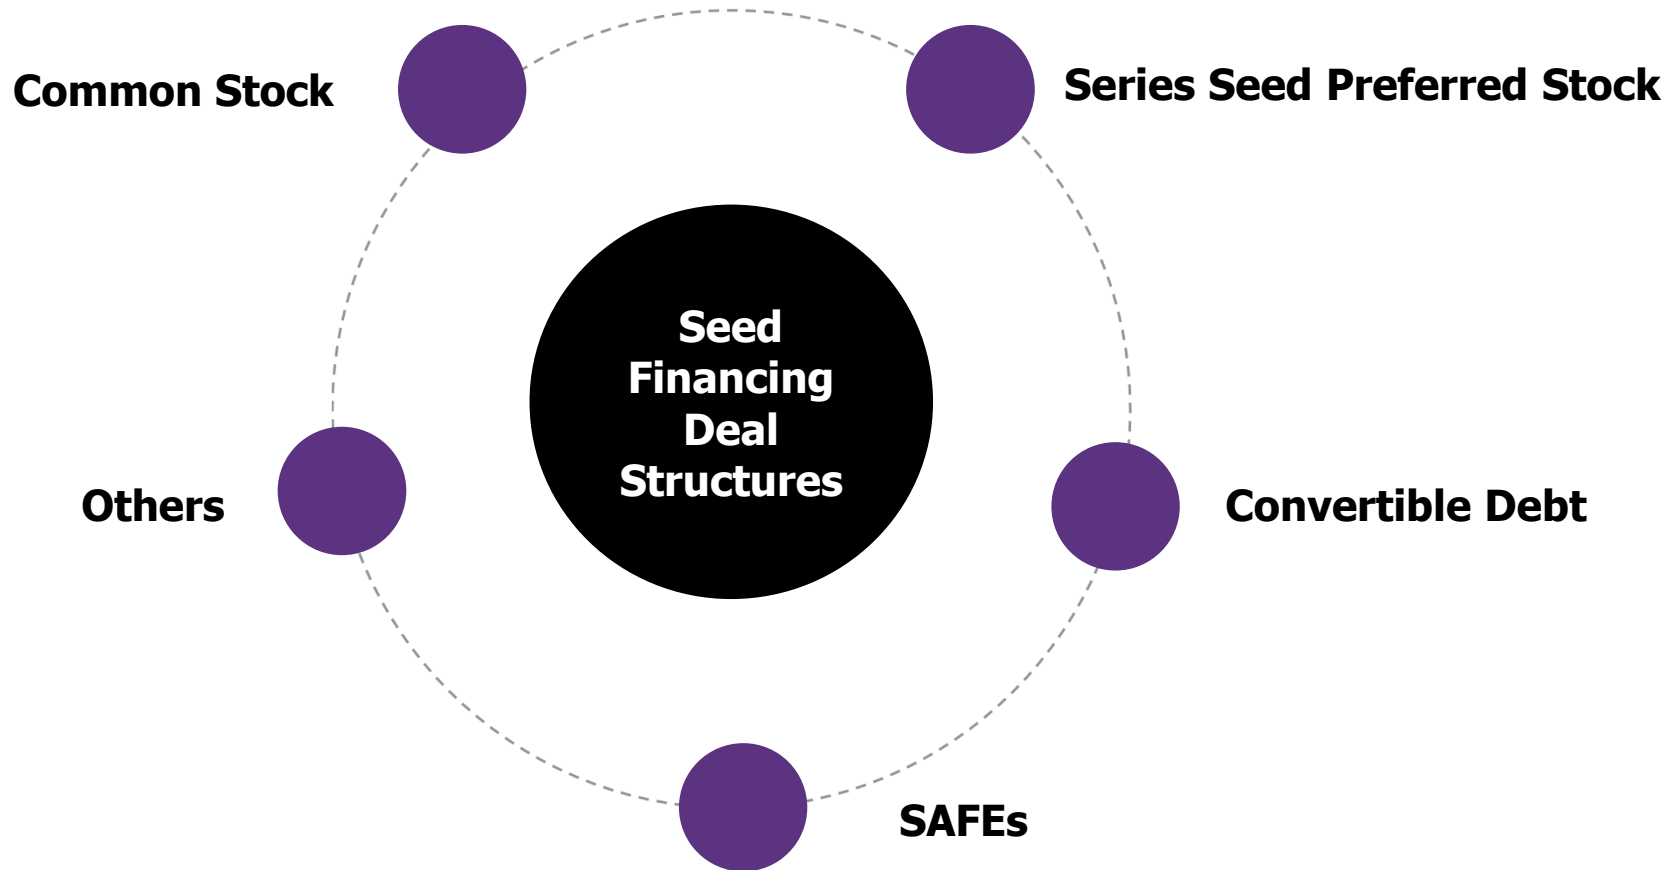 Common Stock
Series Seed Preferred Stock
Seed
Financing
Deal
Structures
Others
Convertible Debt
SAFEs